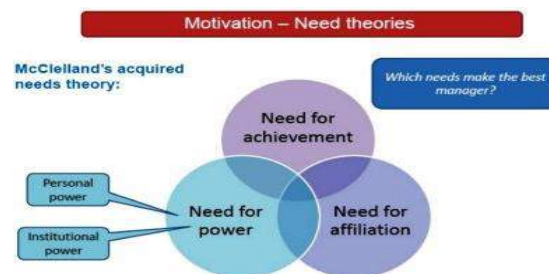 Motivation – Need theories
McClelland's acquired
needs theory:
Which needs make the best
manager?
Need for
achievement
Personal
power
Institutional
power
Need for
power
Need for
affiliation